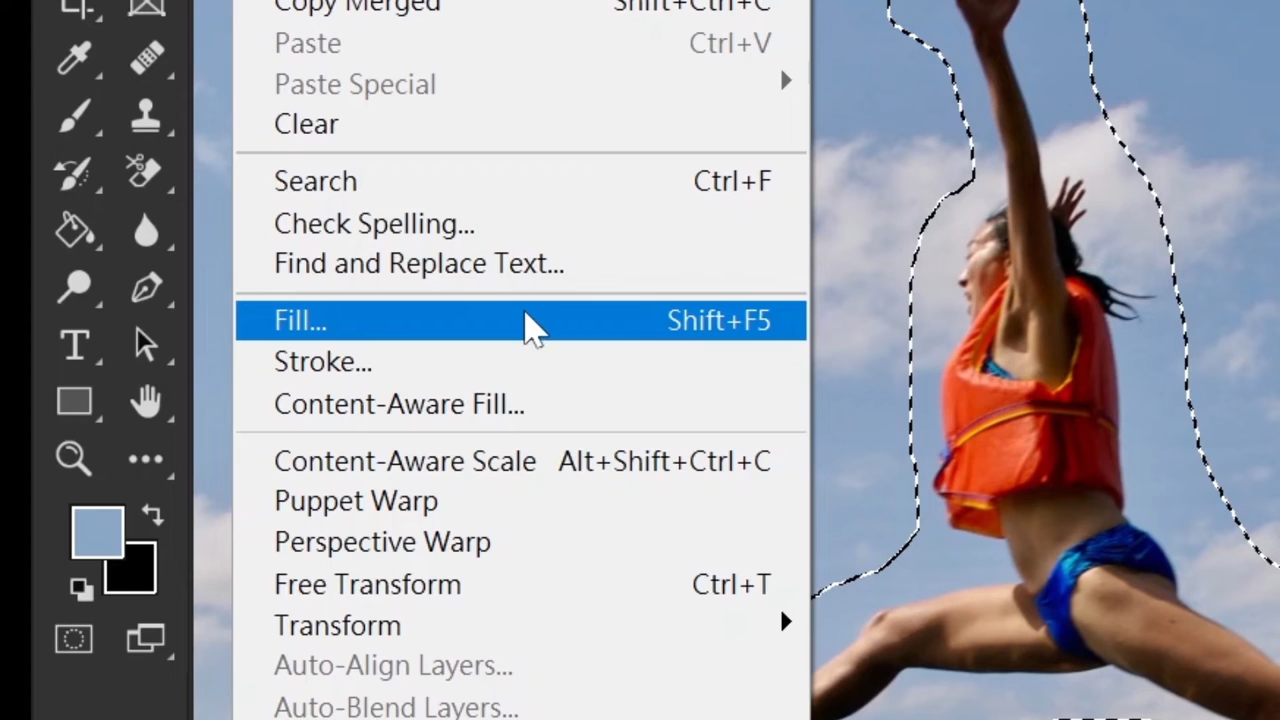 Copy Merged Shift+Ctrl+C
Paste Ctrl+V
Paste Special
Clear
Search Ctrl+F
Check Spelling...
Find and Replace Text...
Fill... Shift+F5
Stroke...
Content-Aware Fill...
Content-Aware Scale Alt+Shift+Ctrl+C
Puppet Warp
Perspective Warp
Free Transform Ctrl+T
Transform
Auto-Align Layers...
Auto-Blend Layers...